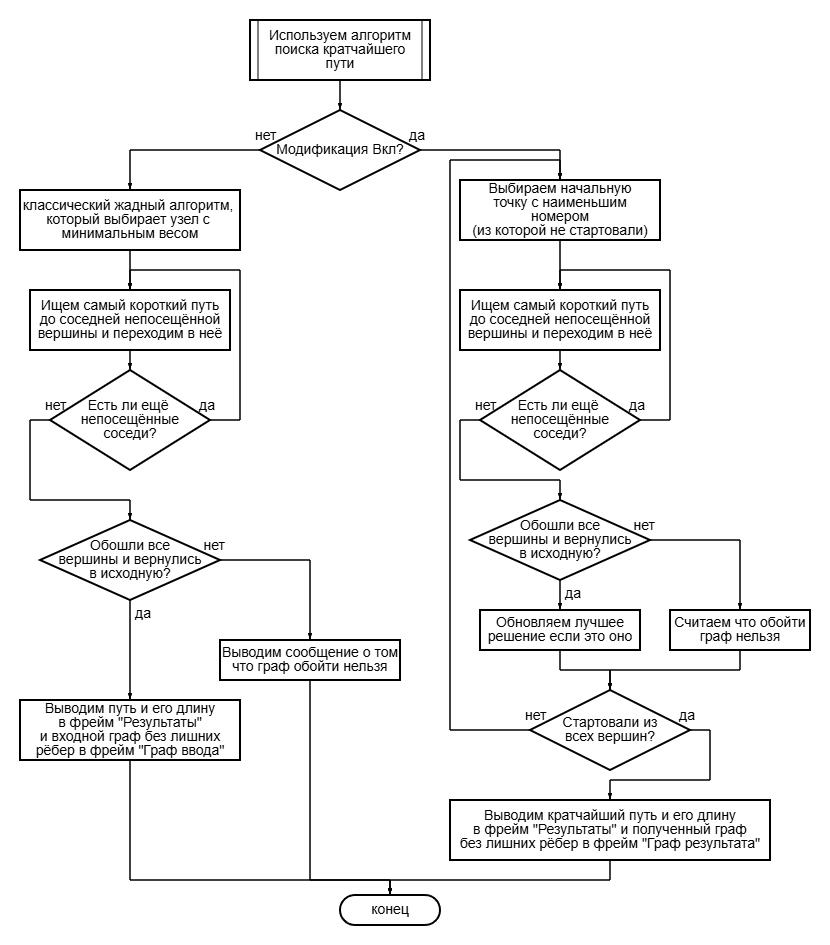 Используем алгоритм
поиска кратчайшего
пути
нет
да
Модификация Вкл?
классический жадный алгоритм,
который выбирает узел с
минимальным весом
Выбираем начальную
точку с наименьшим
номером
(из которой не стартовали)
Ищем самый короткий путь
до соседней непосещённой
вершины и переходим в неё
Ищем самый короткий путь
до соседней непосещённой
вершины и переходим в неё
нет
да
Есть ли ещё
непосещённые
соседи?
нет
да
Есть ли ещё
непосещённые
соседи?
Обошли все
вершины и вернулись
в исходную?
нет
да
Обошли все
вершины и вернулись
в исходную?
нет
да
Обновляем лучшее
решение если это оно
Считаем что обойти
граф нельзя
Выводим сообщение о том
что граф обойти нельзя
Выводим путь и его длину
в фрейм "Результаты"
и входной граф без лишних
рёбер в фрейм "Граф ввода"
нет
да
Стартовали из
всех вершин?
Выводим кратчайший путь и его длину
в фрейм "Результаты" и полученный граф
без лишних рёбер в фрейм "Граф результата"
конец